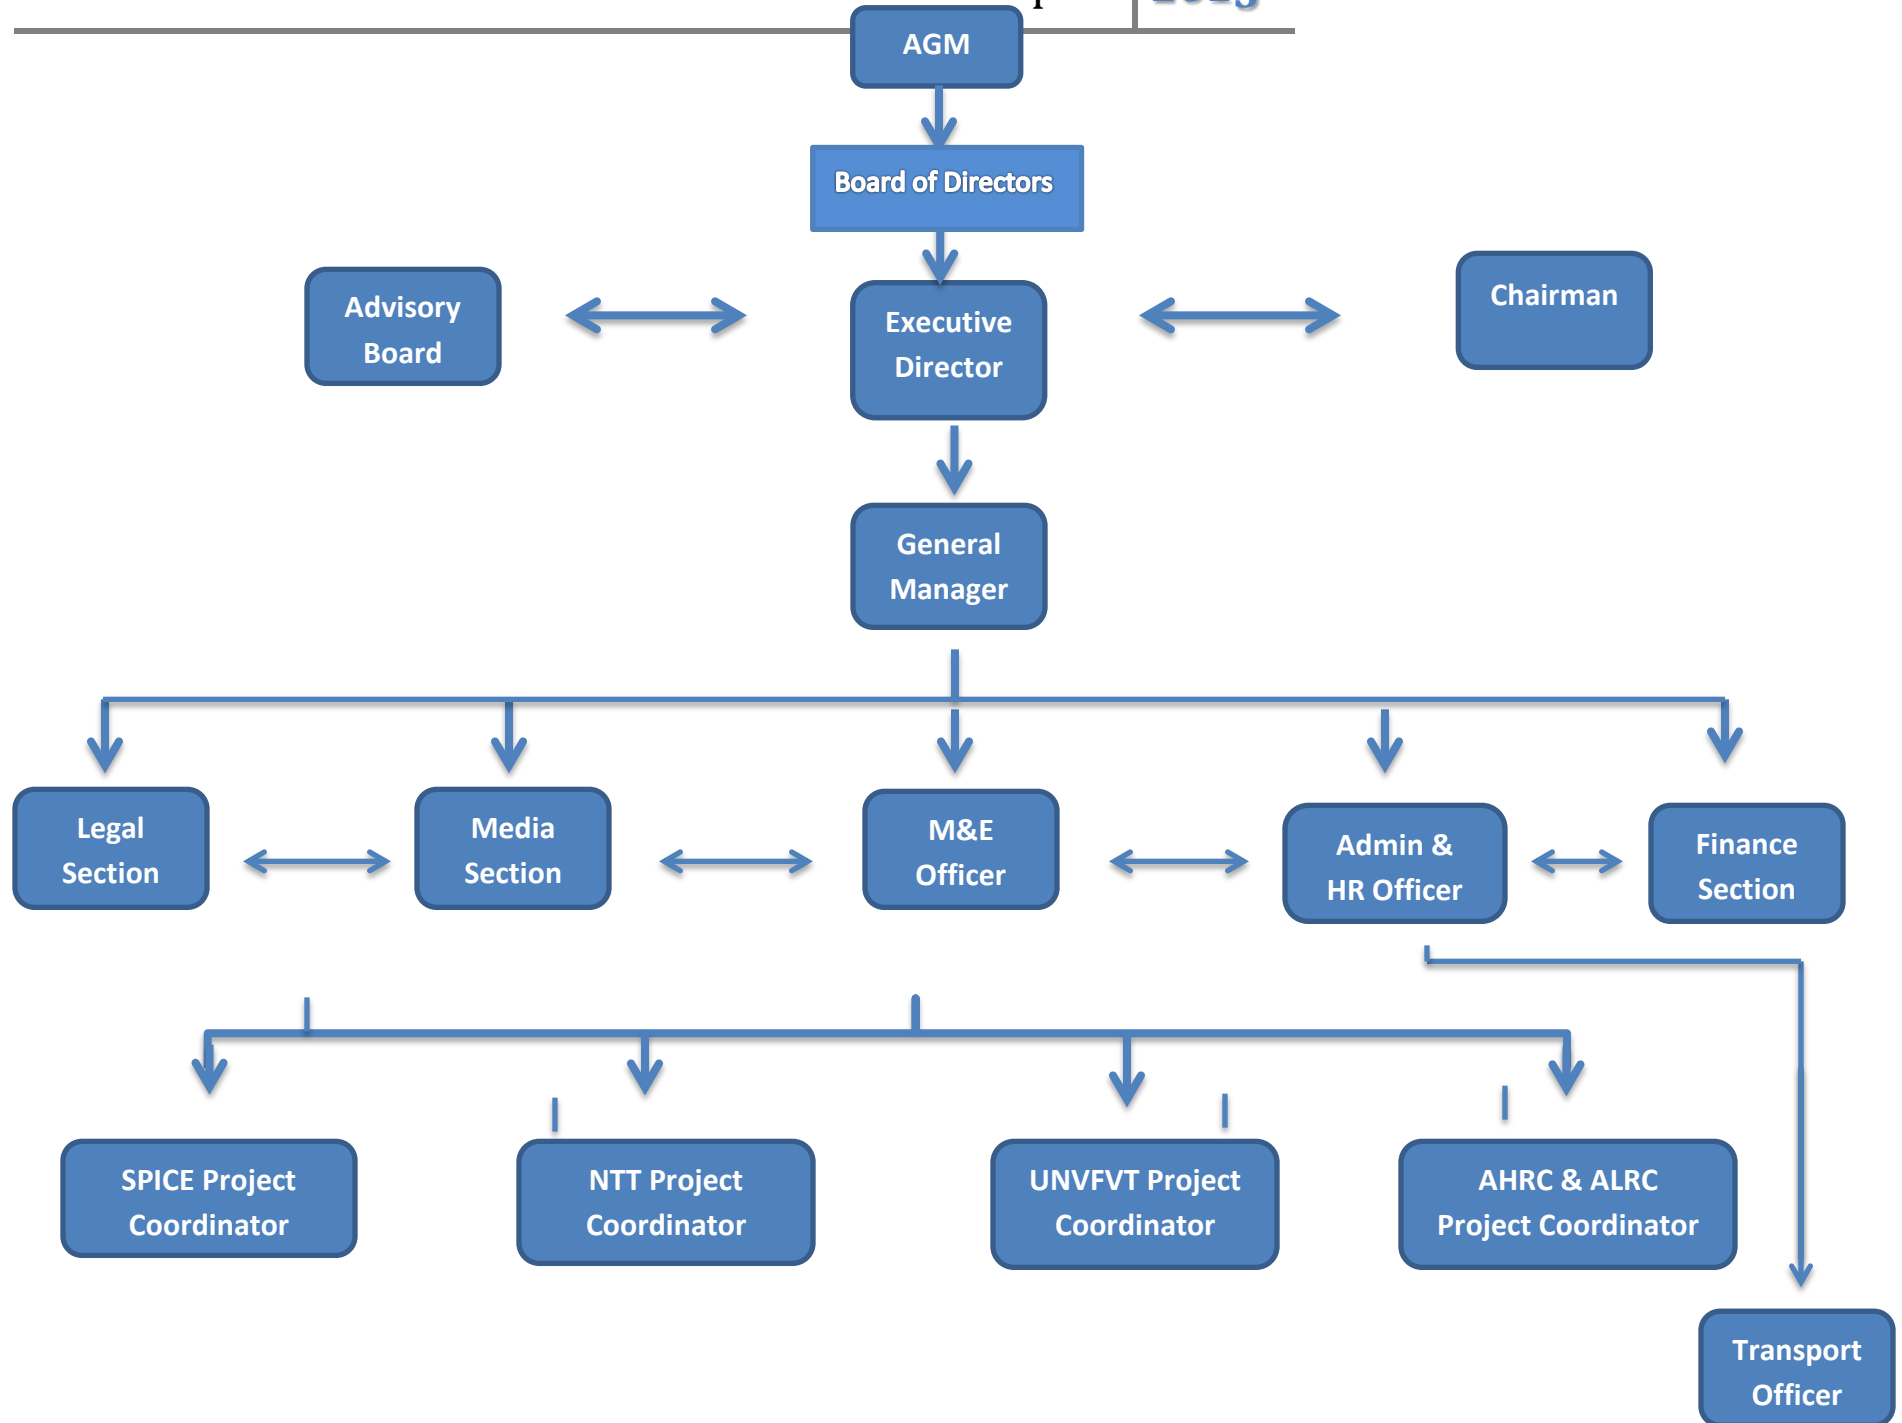 AGM
Board of Directors
Advisory
Board
Executive
Director
Chairman
General
Manager
Legal
Section
Media
Section
M&E
Officer
Admin &
HR Officer
Finance
Section
SPICE Project
Coordinator
NTT Project
Coordinator
UNVFVT Project
Coordinator
AHRC & ALRC
Project Coordinator
Transport
Officer